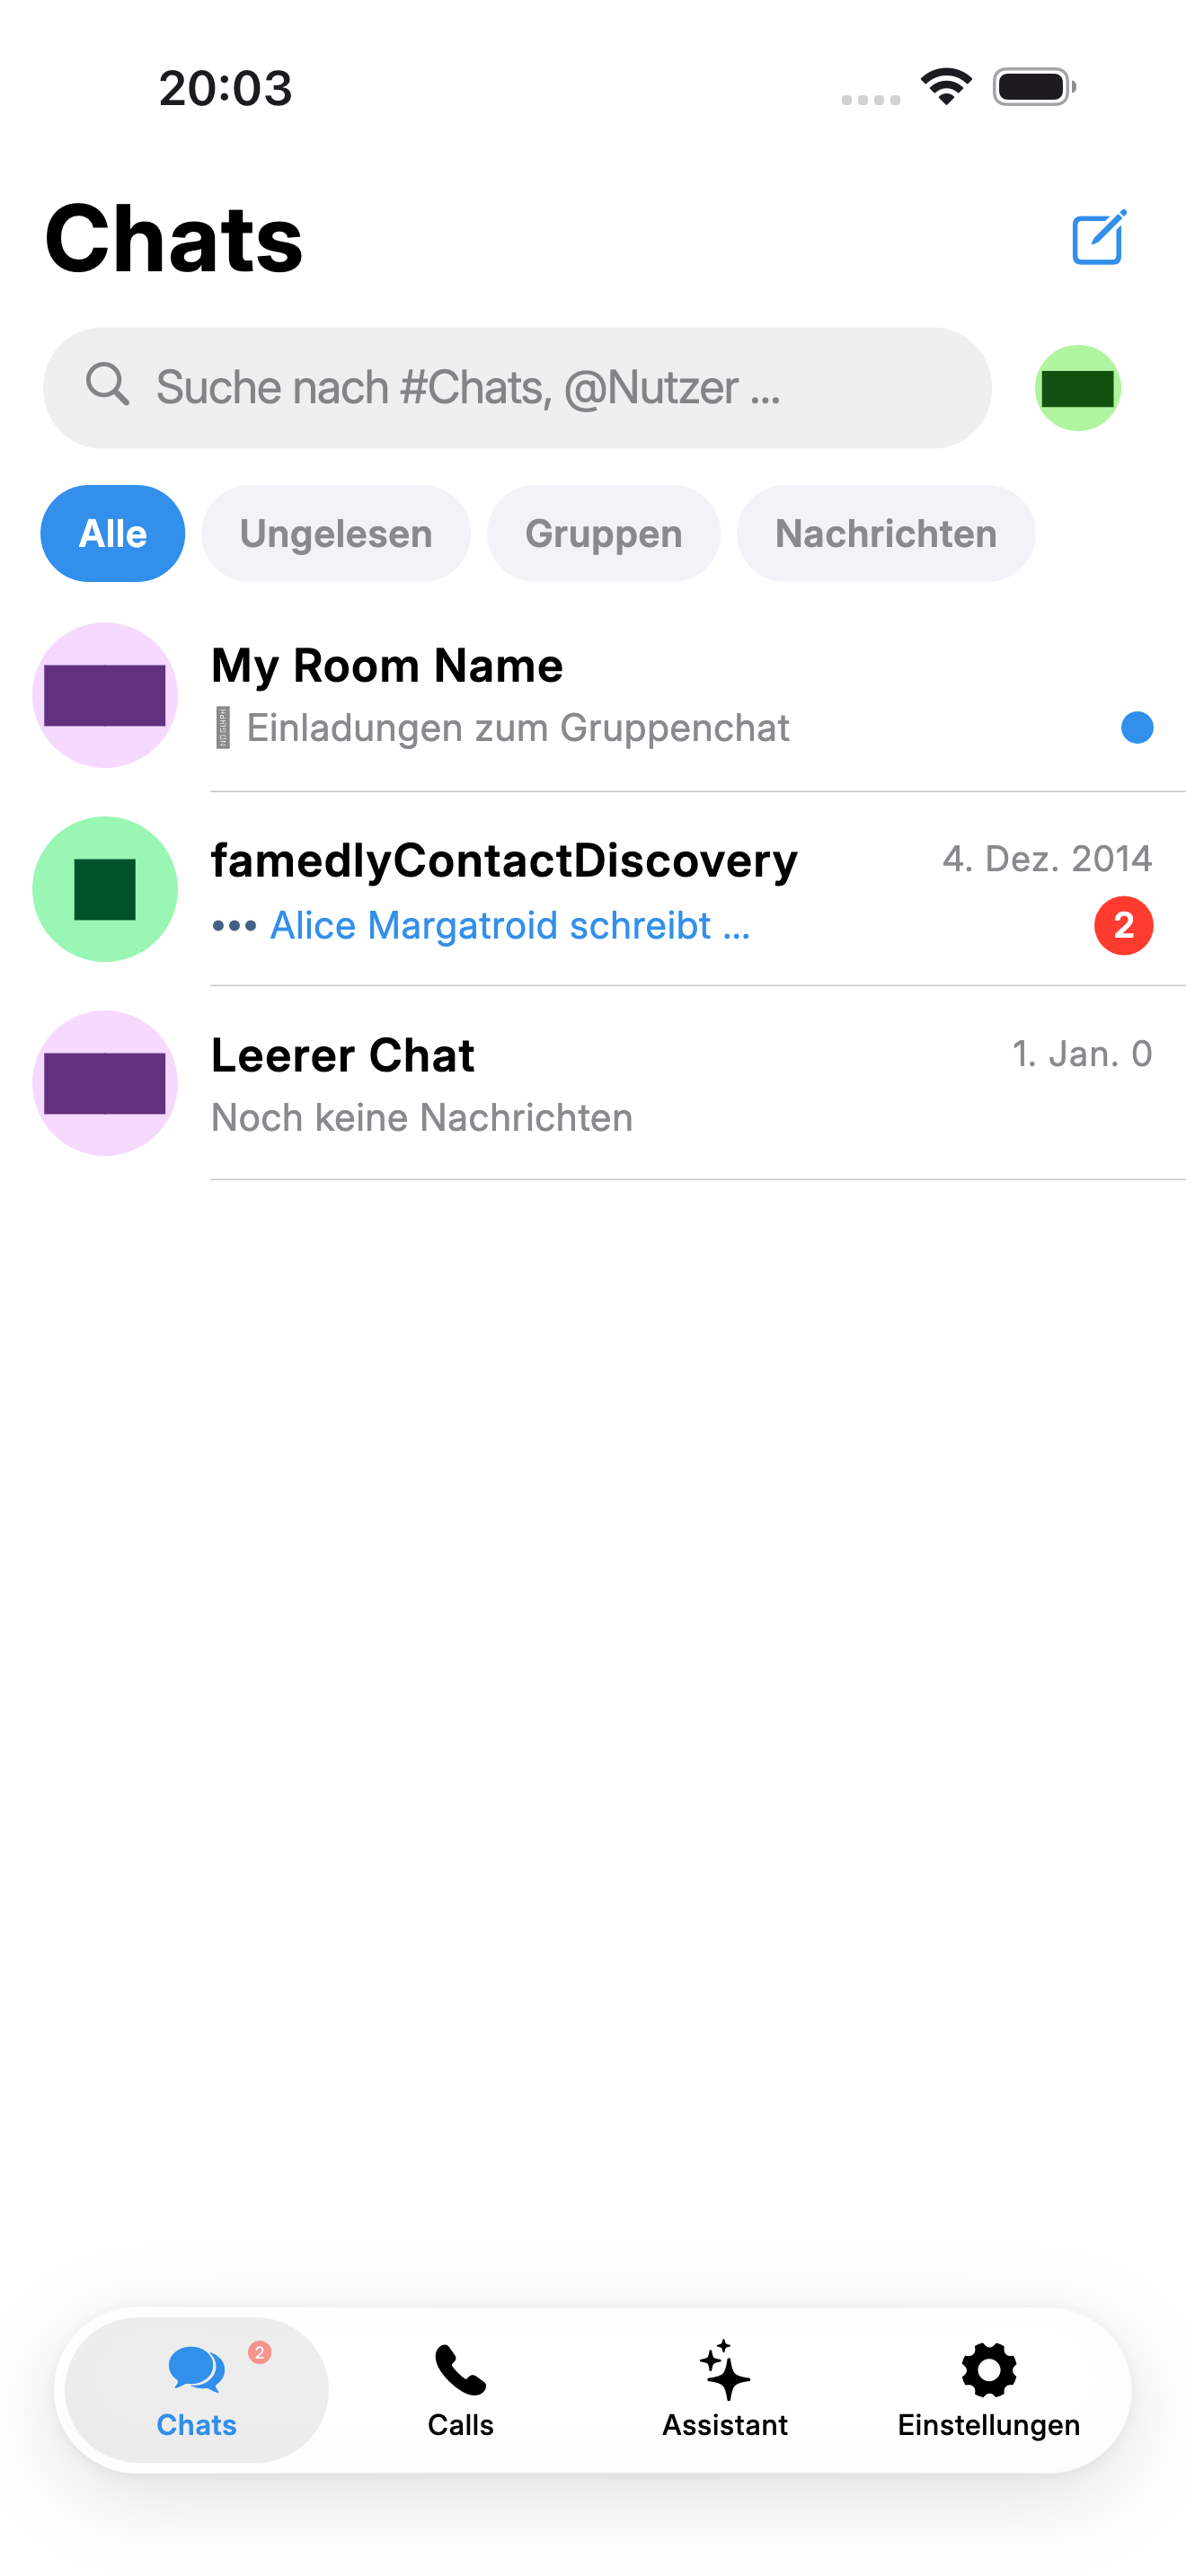 20:03
Chats
Suche nach #Chats, @Nutzer ...
Alle
Ungelesen
Gruppen
Nachrichten
My Room Name
Einladungen zum Gruppenchat
famedlyContactDiscovery
4. Dez. 2014
Alice Margatroid schreibt ...
2
Leerer Chat
1. Jan. 0
Noch keine Nachrichten
2
Chats
Calls
Assistant
Einstellungen